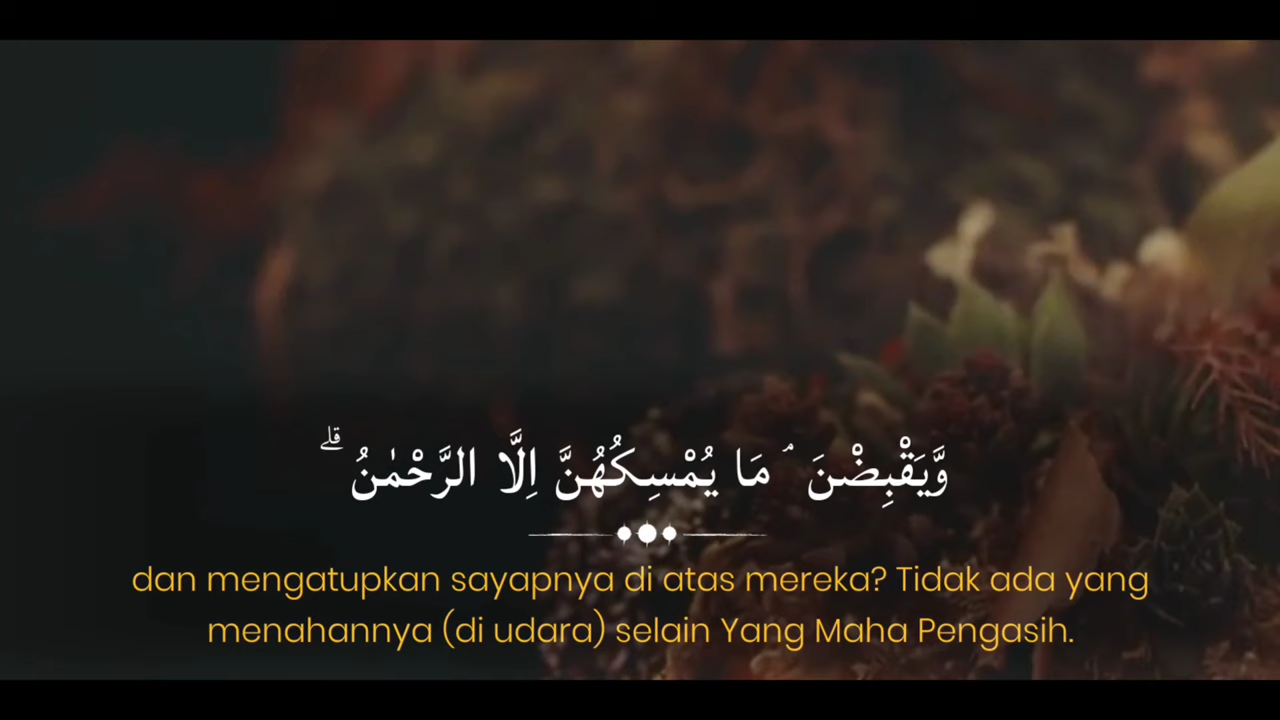 وَّيَقْبِضْنَ ۘ مَا يُمْسِكُهُنَّ اِلَّا الرَّحْمٰنُ ۗ
dan mengatupkan sayapnya di atas mereka? Tidak ada yang
menahannya (di udara) selain Yang Maha Pengasih.